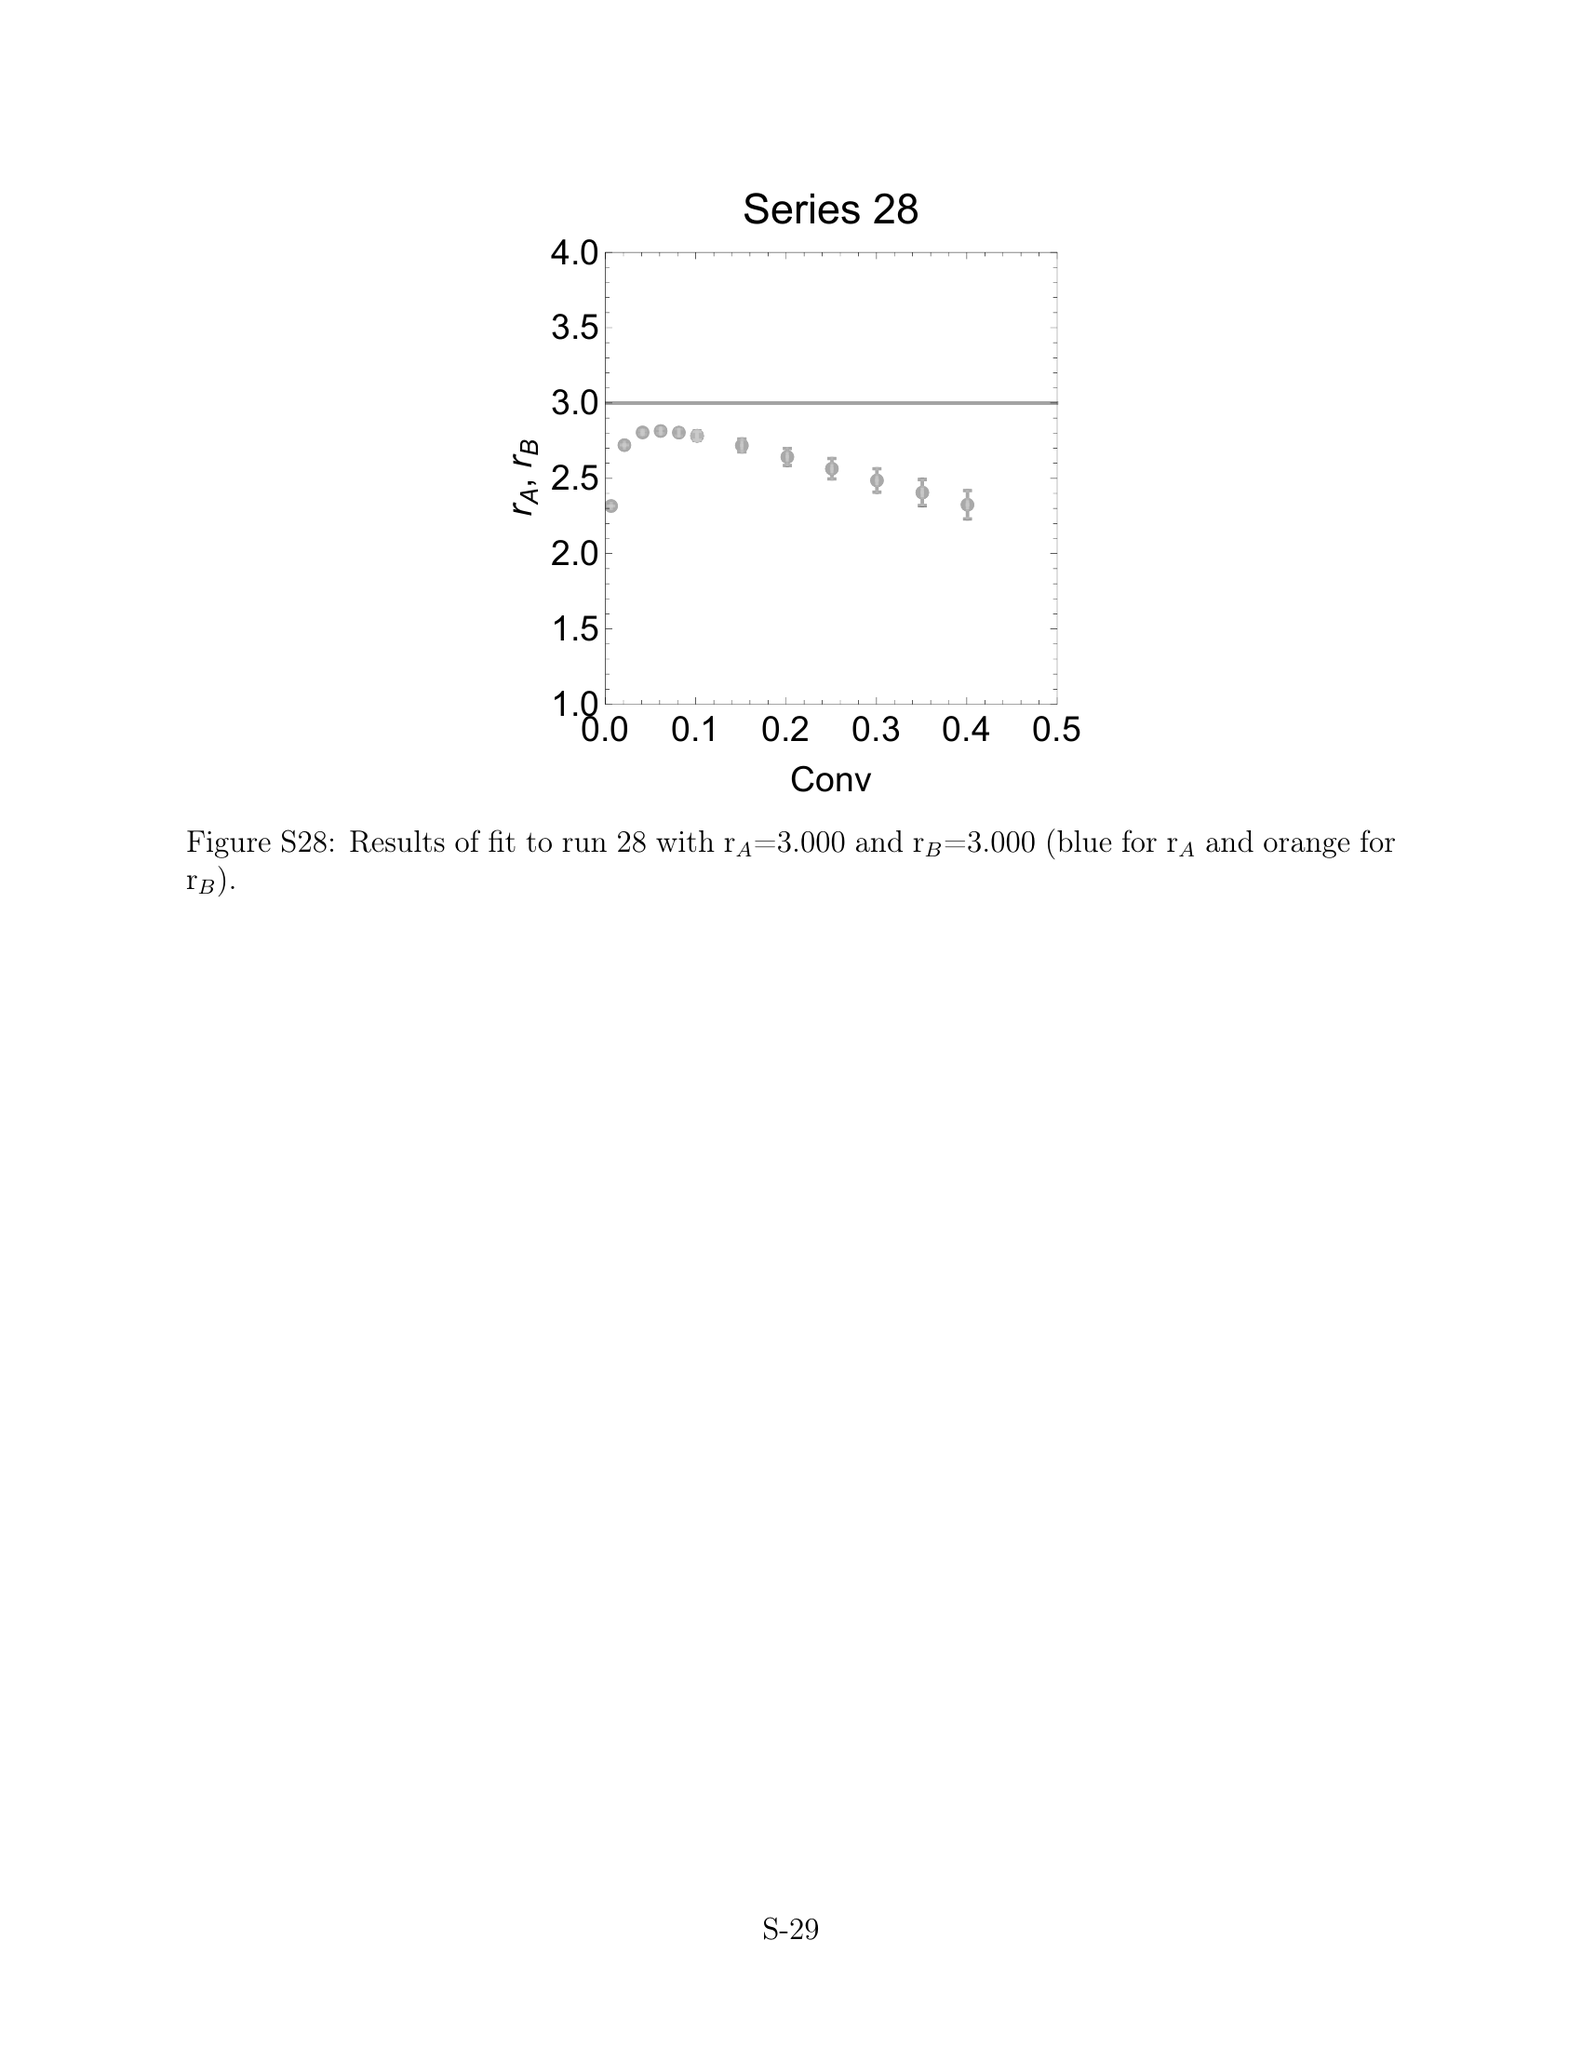 Series 28
4.0
3.5
3.0
2.5
2.0
1.5
1.0
r_A, r_B
0.0 0.1 0.2 0.3 0.4 0.5
Conv
Figure S28: Results of fit to run 28 with r_A=3.000 and r_B=3.000 (blue for r_A and orange for
r_B).
S-29